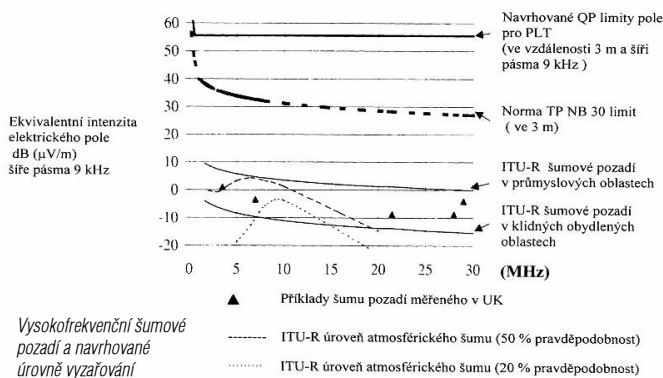 60
50
40
30
20
10
0
-10
-20
0 5 10 15 20 25 30 (MHz)
Ekvivalentní intenzita
elektrického pole
dB (µV/m)
šíře pásma 9 kHz
Navrhované QP limity pole
pro PLT
(ve vzdálenosti 3 m a šíři
pásma 9 kHz )
Norma TP NB 30 limit
( ve 3 m)
ITU-R šumové pozadí
v průmyslových oblastech
ITU-R šumové pozadí
v klidných obydlených
oblastech
Příklady šumu pozadí měřeného v UK
ITU-R úroveň atmosférického šumu (50 % pravděpodobnost)
ITU-R úroveň atmosférického šumu (20 % pravděpodobnost)
Vysokofrekvenční šumové
pozadí a navrhované
úrovně vyzařování